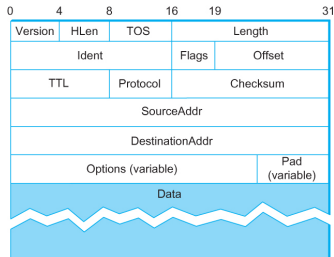 0 4 8 16 19 31
Version HLen TOS Length
Ident Flags Offset
TTL Protocol Checksum
SourceAddr
DestinationAddr
Options (variable) Pad (variable)
Data